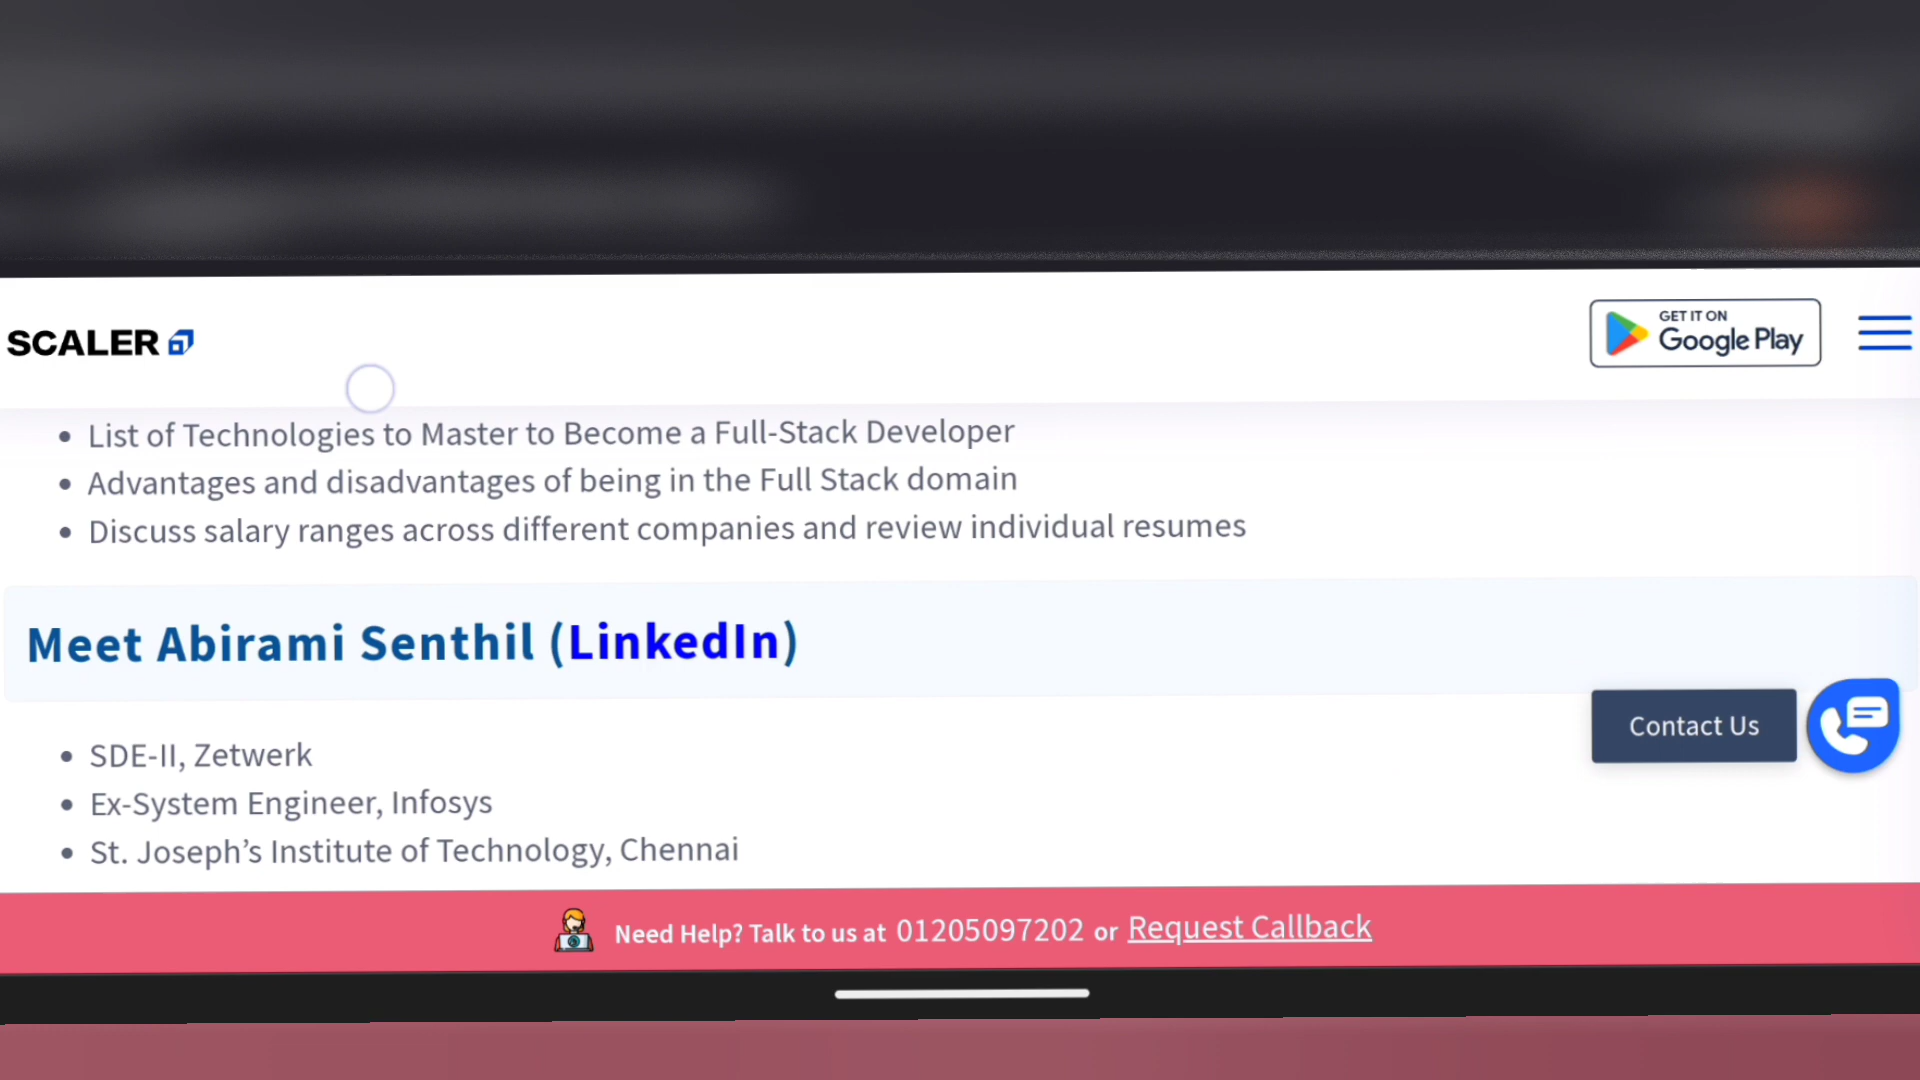 SCALER
GET IT ON
Google Play
List of Technologies to Master to Become a Full-Stack Developer
Advantages and disadvantages of being in the Full Stack domain
Discuss salary ranges across different companies and review individual resumes
Meet Abirami Senthil (LinkedIn)
Contact Us
SDE-II, Zetwerk
Ex-System Engineer, Infosys
St. Joseph’s Institute of Technology, Chennai
Need Help? Talk to us at 01205097202 or Request Callback